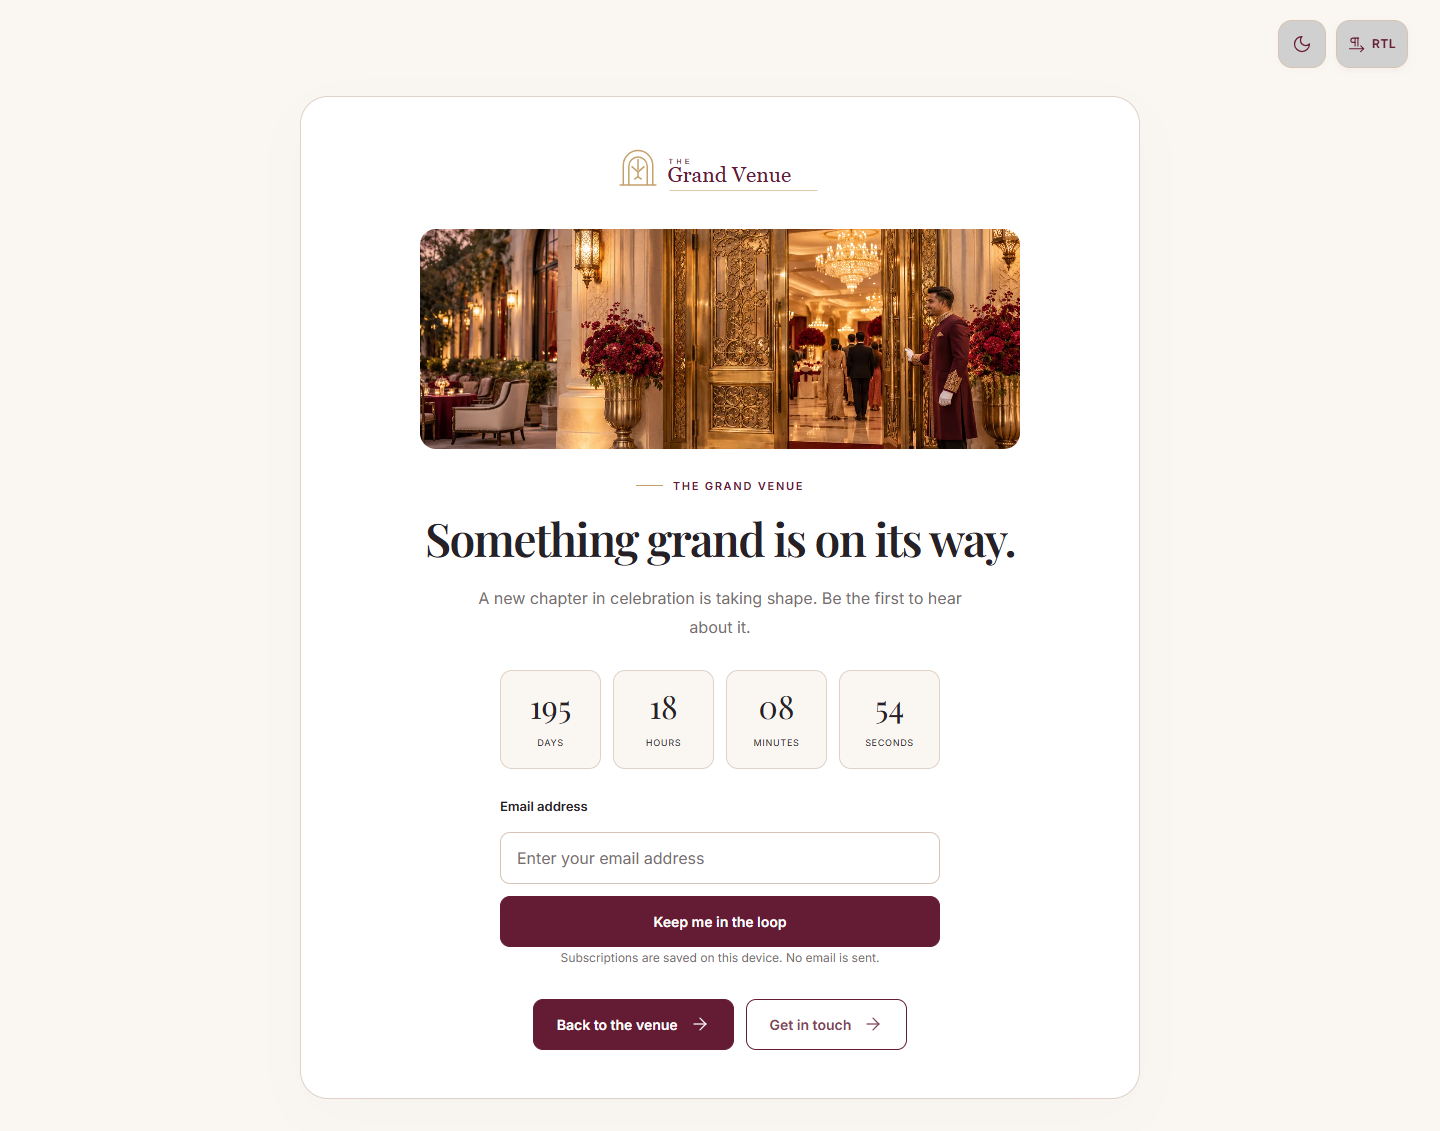 RTL
THE
Grand Venue
THE GRAND VENUE
Something grand is on its way.
A new chapter in celebration is taking shape. Be the first to hear
about it.
195 18 08 54
DAYS HOURS MINUTES SECONDS
Email address
Enter your email address
Keep me in the loop
Subscriptions are saved on this device. No email is sent.
Back to the venue Get in touch